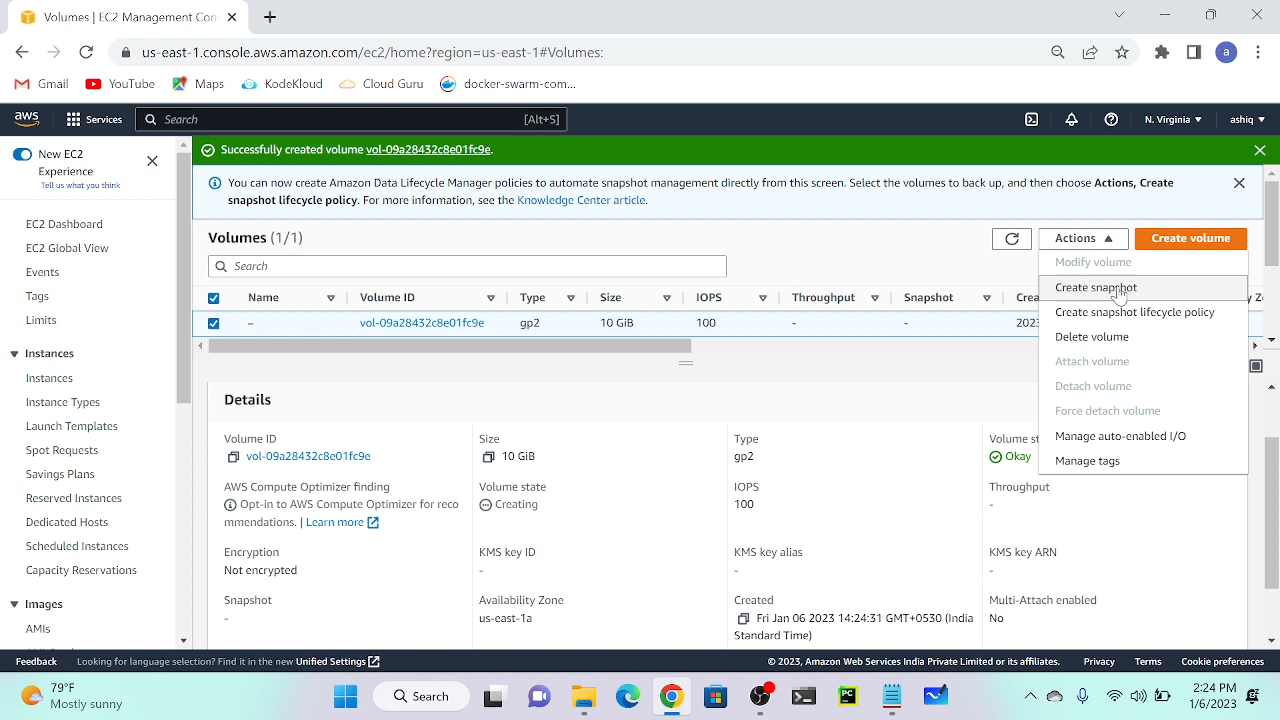 Volumes | EC2 Management Con
us-east-1.console.aws.amazon.com/ec2/home?region=us-east-1#Volumes:
a
Gmail
YouTube
Maps
KodeKloud
Cloud Guru
docker-swarm-com...
aws
Services
Search
[Alt+S]
N. Virginia
ashiq
New EC2
Experience
Tell us what you think
EC2 Dashboard
EC2 Global View
Events
Tags
Limits
Instances
Instances
Instance Types
Launch Templates
Spot Requests
Savings Plans
Reserved Instances
Dedicated Hosts
Scheduled Instances
Capacity Reservations
Images
AMIs
Successfully created volume vol-09a28432c8e01fc9e.
You can now create Amazon Data Lifecycle Manager policies to automate snapshot management directly from this screen. Select the volumes to back up, and then choose Actions, Create
snapshot lifecycle policy. For more information, see the Knowledge Center article.
Volumes (1/1)
Actions
Create volume
Search
Modify volume
Create snapshot
Create snapshot lifecycle policy
Delete volume
Attach volume
Detach volume
Force detach volume
Manage auto-enabled I/O
Manage tags
Name
Volume ID
Type
Size
IOPS
Throughput
Snapshot
Crea
–
vol-09a28432c8e01fc9e
gp2
10 GiB
100
-
-
2023
Details
Volume ID
vol-09a28432c8e01fc9e
Size
10 GiB
Type
gp2
Volume st
Okay
AWS Compute Optimizer finding
Opt-in to AWS Compute Optimizer for reco
mmendations. | Learn more
Volume state
Creating
IOPS
100
Throughput
-
Encryption
Not encrypted
KMS key ID
-
KMS key alias
-
KMS key ARN
-
Snapshot
-
Availability Zone
us-east-1a
Created
Fri Jan 06 2023 14:24:31 GMT+0530 (India
Standard Time)
Multi-Attach enabled
No
Feedback
Looking for language selection? Find it in the new Unified Settings
© 2023, Amazon Web Services India Private Limited or its affiliates.
Privacy
Terms
Cookie preferences
79°F
Mostly sunny
Search
PC
2:24 PM
1/6/2023